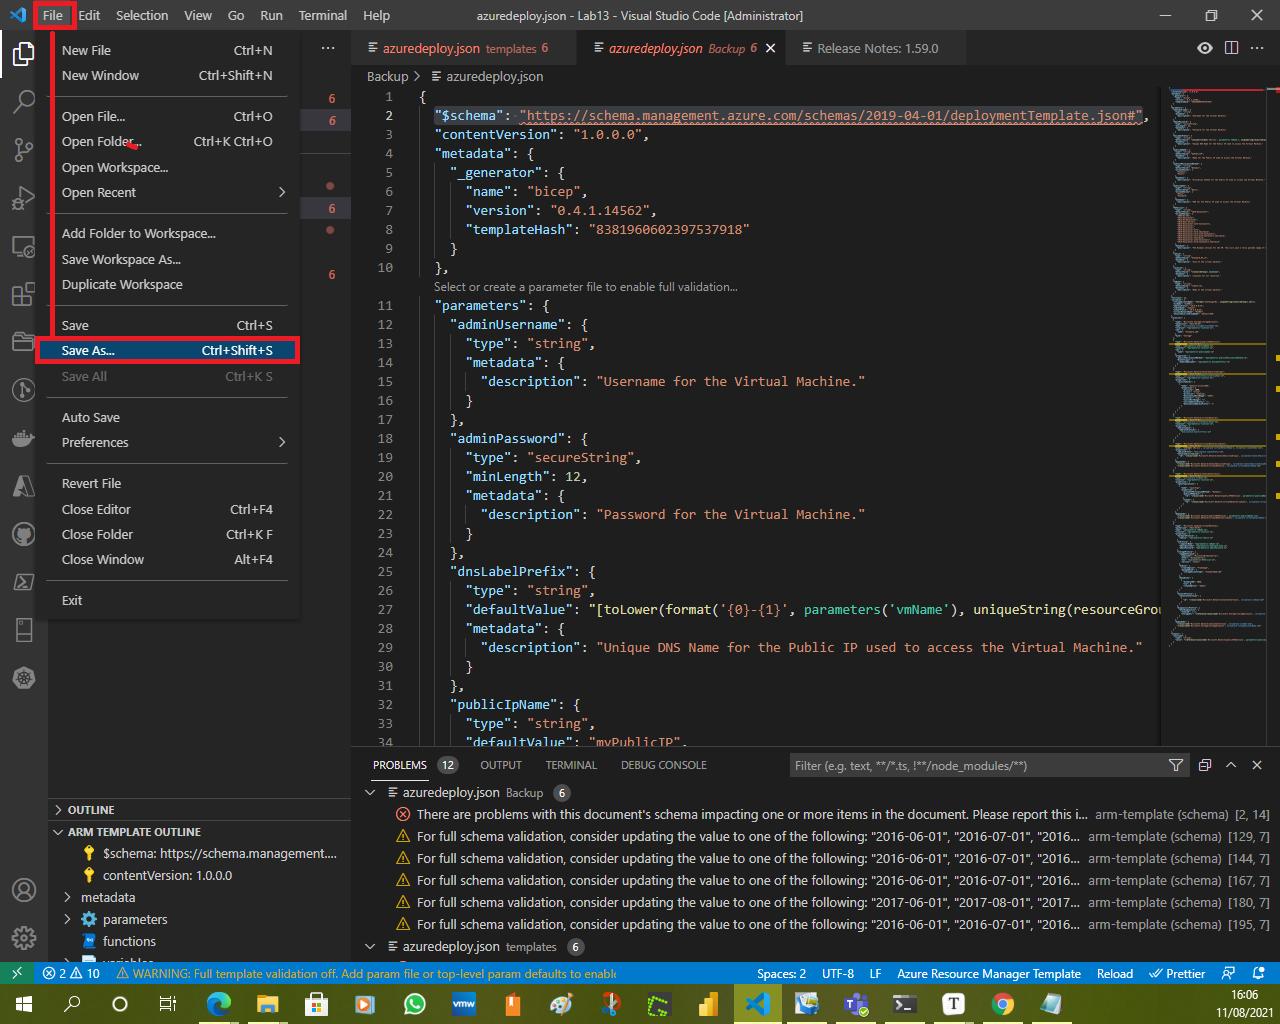 File Edit Selection View Go Run Terminal Help
azuredeploy.json - Lab13 - Visual Studio Code [Administrator]
New File Ctrl+N
New Window Ctrl+Shift+N
Open File... Ctrl+O
Open Folder... Ctrl+K Ctrl+O
Open Workspace...
Open Recent
Add Folder to Workspace...
Save Workspace As...
Duplicate Workspace
Save Ctrl+S
Save As... Ctrl+Shift+S
Save All Ctrl+K S
Auto Save
Preferences
Revert File
Close Editor Ctrl+F4
Close Folder Ctrl+K F
Close Window Alt+F4
Exit
6
6
6
6
azuredeploy.json templates 6
azuredeploy.json Backup 6
Release Notes: 1.59.0
Backup > azuredeploy.json
1 {
2 "$schema": "https://schema.management.azure.com/schemas/2019-04-01/deploymentTemplate.json#",
3 "contentVersion": "1.0.0.0",
4 "metadata": {
5 "_generator": {
6 "name": "bicep",
7 "version": "0.4.1.14562",
8 "templateHash": "8381960602397537918"
9 }
10 },
Select or create a parameter file to enable full validation...
11 "parameters": {
12 "adminUsername": {
13 "type": "string",
14 "metadata": {
15 "description": "Username for the Virtual Machine."
16 }
17 },
18 "adminPassword": {
19 "type": "secureString",
20 "minLength": 12,
21 "metadata": {
22 "description": "Password for the Virtual Machine."
23 }
24 },
25 "dnsLabelPrefix": {
26 "type": "string",
27 "defaultValue": "[toLower(format('{0}-{1}', parameters('vmName'), uniqueString(resourceGrou
28 "metadata": {
29 "description": "Unique DNS Name for the Public IP used to access the Virtual Machine."
30 }
31 },
32 "publicIpName": {
33 "type": "string",
34 "defaultValue": "myPublicIP",
PROBLEMS 12 OUTPUT TERMINAL DEBUG CONSOLE
Filter (e.g. text, **/*.ts, !**/node_modules/**)
azuredeploy.json Backup 6
There are problems with this document's schema impacting one or more items in the document. Please report this i... arm-template (schema) [2, 14]
For full schema validation, consider updating the value to one of the following: "2016-06-01", "2016-07-01", "2016... arm-template (schema) [129, 7]
For full schema validation, consider updating the value to one of the following: "2016-06-01", "2016-07-01", "2016... arm-template (schema) [144, 7]
For full schema validation, consider updating the value to one of the following: "2016-06-01", "2016-07-01", "2016... arm-template (schema) [167, 7]
For full schema validation, consider updating the value to one of the following: "2017-06-01", "2017-08-01", "2017... arm-template (schema) [180, 7]
For full schema validation, consider updating the value to one of the following: "2016-06-01", "2016-07-01", "2016... arm-template (schema) [195, 7]
azuredeploy.json templates 6
OUTLINE
ARM TEMPLATE OUTLINE
$schema: https://schema.management....
contentVersion: 1.0.0.0
metadata
parameters
functions
variables
2 10 WARNING: Full template validation off. Add param file or top-level param defaults to enable
Spaces: 2 UTF-8 LF Azure Resource Manager Template Reload Prettier
vmw T
16:06
11/08/2021